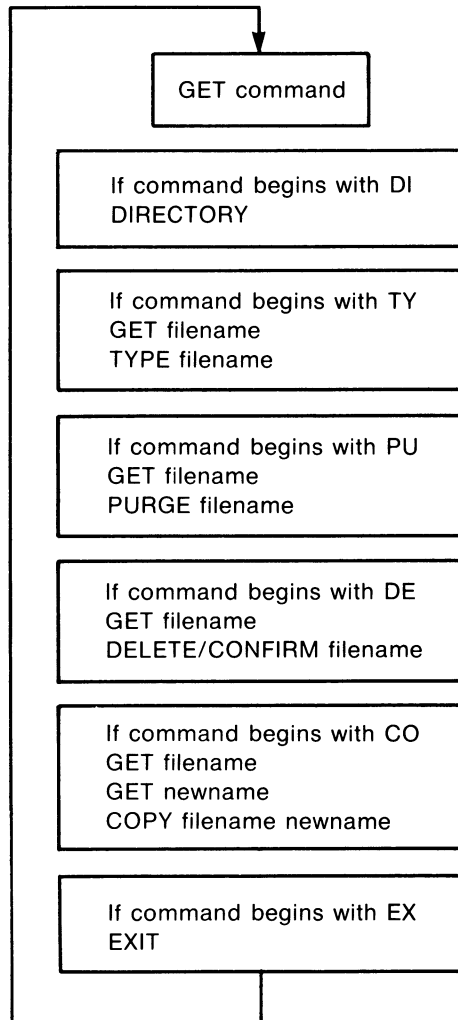 GET command
If command begins with DI
DIRECTORY
If command begins with TY
GET filename
TYPE filename
If command begins with PU
GET filename
PURGE filename
If command begins with DE
GET filename
DELETE/CONFIRM filename
If command begins with CO
GET filename
GET newname
COPY filename newname
If command begins with EX
EXIT